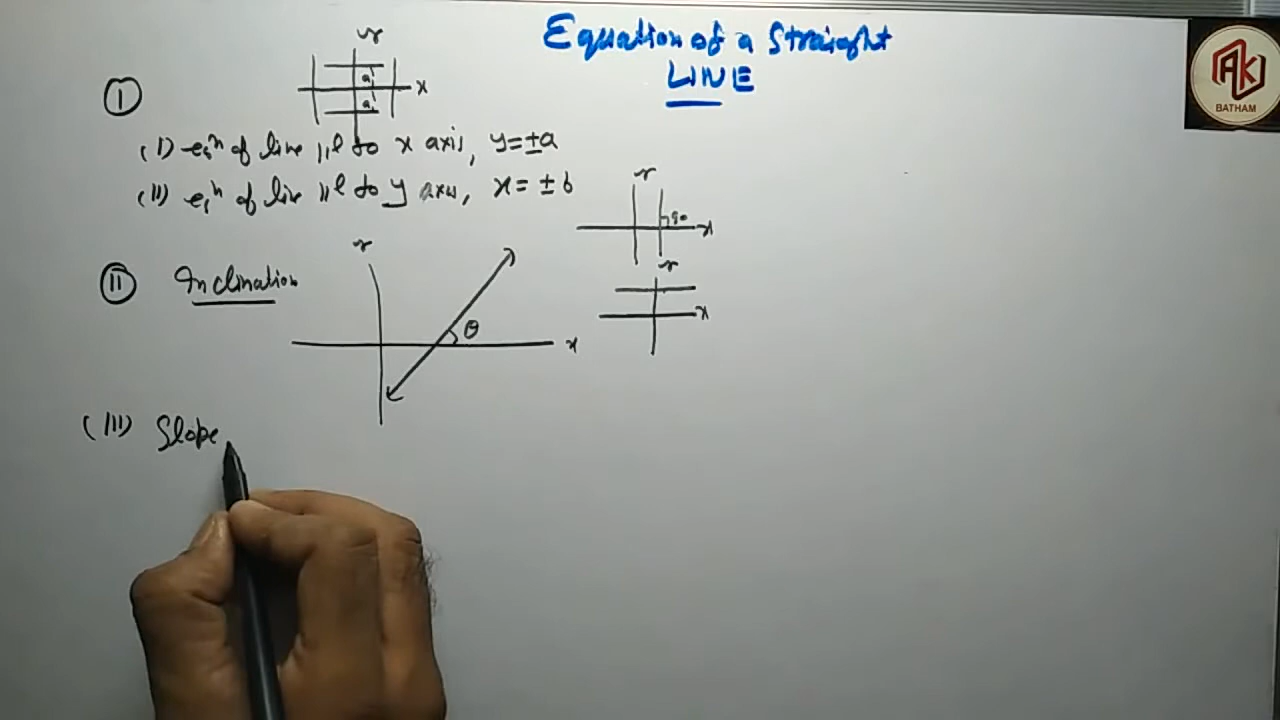 Equation of a Straight
LINE
AK
BATHAM
Y
a
X
a
I
(I) eqn of line ||l to x axis, y=±a
(II) eqn of line ||l to y axis, x = ±b
Y
90
X
II Inclination
Y
θ
x
Y
X
(III) Slope